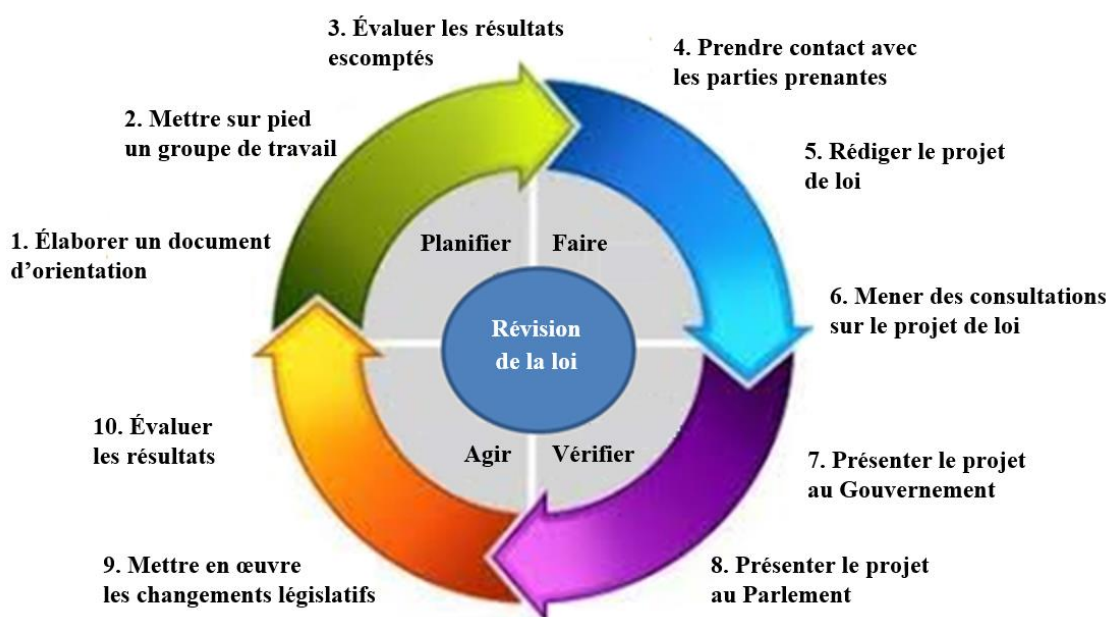 1. Élaborer un document
d’orientation
2. Mettre sur pied
un groupe de travail
3. Évaluer les résultats
escomptés
4. Prendre contact avec
les parties prenantes
5. Rédiger le projet
de loi
6. Mener des consultations
sur le projet de loi
7. Présenter le projet
au Gouvernement
8. Présenter le projet
au Parlement
9. Mettre en œuvre
les changements législatifs
10. Évaluer
les résultats
Planifier
Faire
Révision
de la loi
Agir
Vérifier